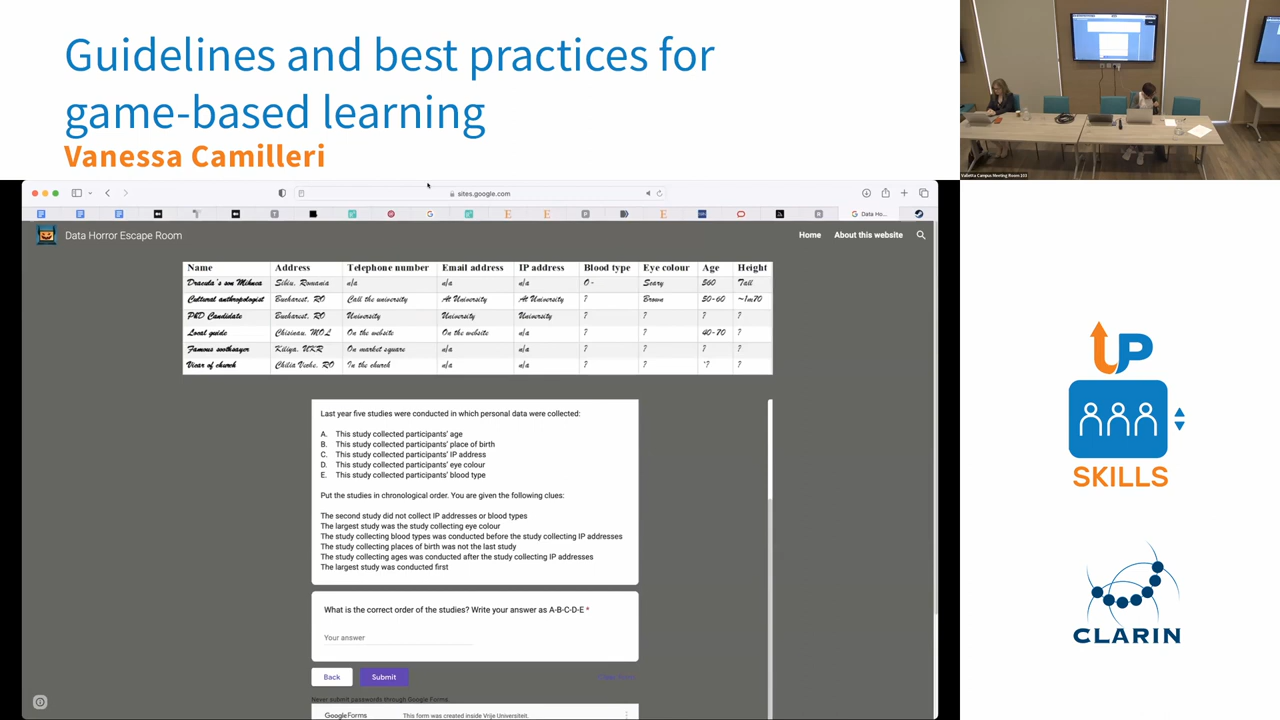 Guidelines and best practices for
game-based learning
Vanessa Camilleri
Valletta Campus Meeting Room 103
sites.google.com
Data Ho...
Data Horror Escape Room
Home About this website
Name Address Telephone number Email address IP address Blood type Eye colour Age Height
Dracula's son Mihnea Sibiu, Romania n/a n/a n/a O- Scary 560 Tall
Cultural anthropologist Bucharest, RO Call the university At University At University ? Brown 50-60 ~1m70
PhD Candidate Bucharest, RO University University University ? ? ? ?
Local guide Chisinau, MOL On the website On the website n/a ? ? 40-70 ?
Famous soothsayer Kiliya, UKR On market square n/a n/a ? ? ? ?
Vicar of church Chilia Veche, RO In the church n/a n/a ? ? ? ?
Last year five studies were conducted in which personal data were collected:
A. This study collected participants' age
B. This study collected participants' place of birth
C. This study collected participants' IP address
D. This study collected participants' eye colour
E. This study collected participants' blood type
Put the studies in chronological order. You are given the following clues:
The second study did not collect IP addresses or blood types
The largest study was the study collecting eye colour
The study collecting blood types was conducted before the study collecting IP addresses
The study collecting places of birth was not the last study
The study collecting ages was conducted after the study collecting IP addresses
The largest study was conducted first
What is the correct order of the studies? Write your answer as A-B-C-D-E *
Your answer
Back Submit
Never submit passwords through Google Forms.
Google Forms This form was created inside Vrije Universiteit.
UP
SKILLS
CLARIN